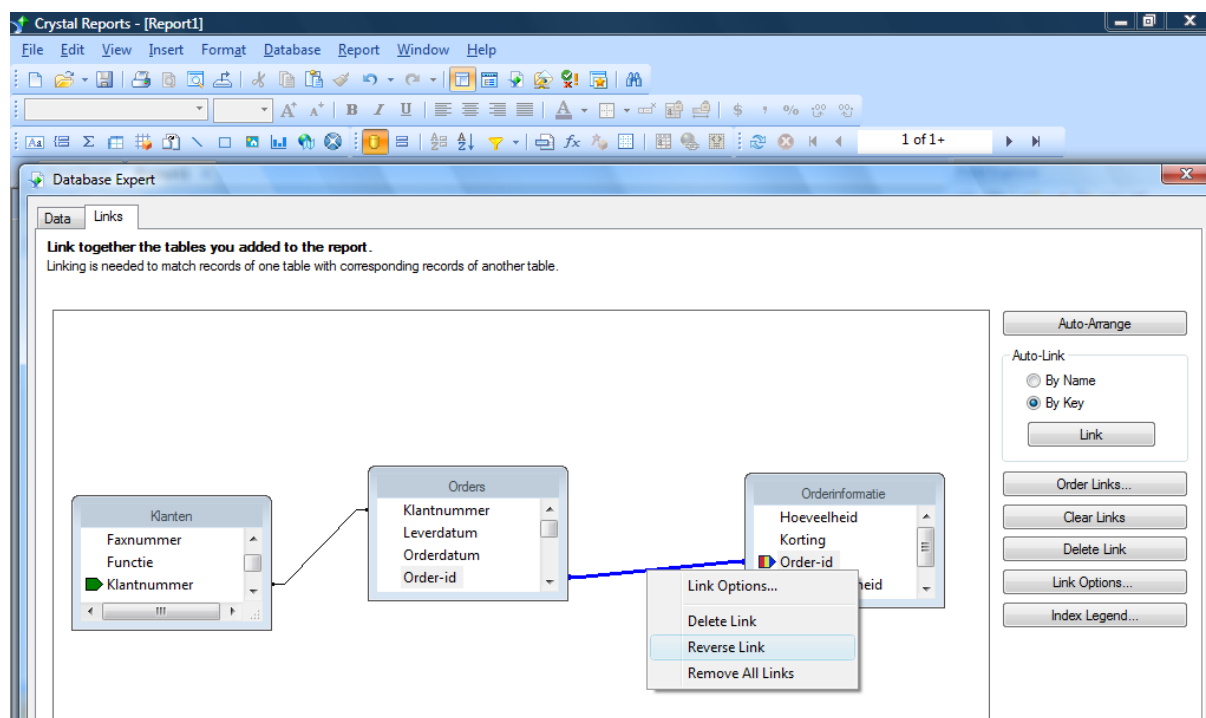 Crystal Reports - [Report1]
File Edit View Insert Format Database Report Window Help
A A B I U A $ , %
Aa Σ fx 1 of 1+
Database Expert
Data Links
Link together the tables you added to the report.
Linking is needed to match records of one table with corresponding records of another table.
Auto-Arrange
Auto-Link
By Name
By Key
Link
Order Links...
Clear Links
Delete Link
Link Options...
Index Legend...
Klanten
Faxnummer
Functie
Klantnummer
Orders
Klantnummer
Leverdatum
Orderdatum
Order-id
Orderinformatie
Hoeveelheid
Korting
Order-id
heid
Link Options...
Delete Link
Reverse Link
Remove All Links